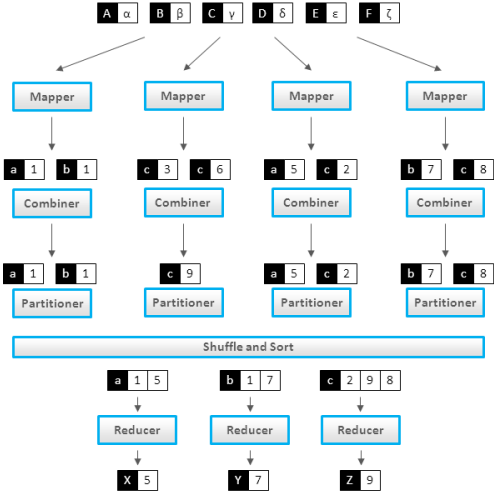 A α B β C γ D δ E ε F ζ
Mapper Mapper Mapper Mapper
a 1 b 1 c 3 c 6 a 5 c 2 b 7 c 8
Combiner Combiner Combiner Combiner
a 1 b 1 c 9 a 5 c 2 b 7 c 8
Partitioner Partitioner Partitioner Partitioner
Shuffle and Sort
a 1 5 b 1 7 c 2 9 8
Reducer Reducer Reducer
X 5 Y 7 Z 9